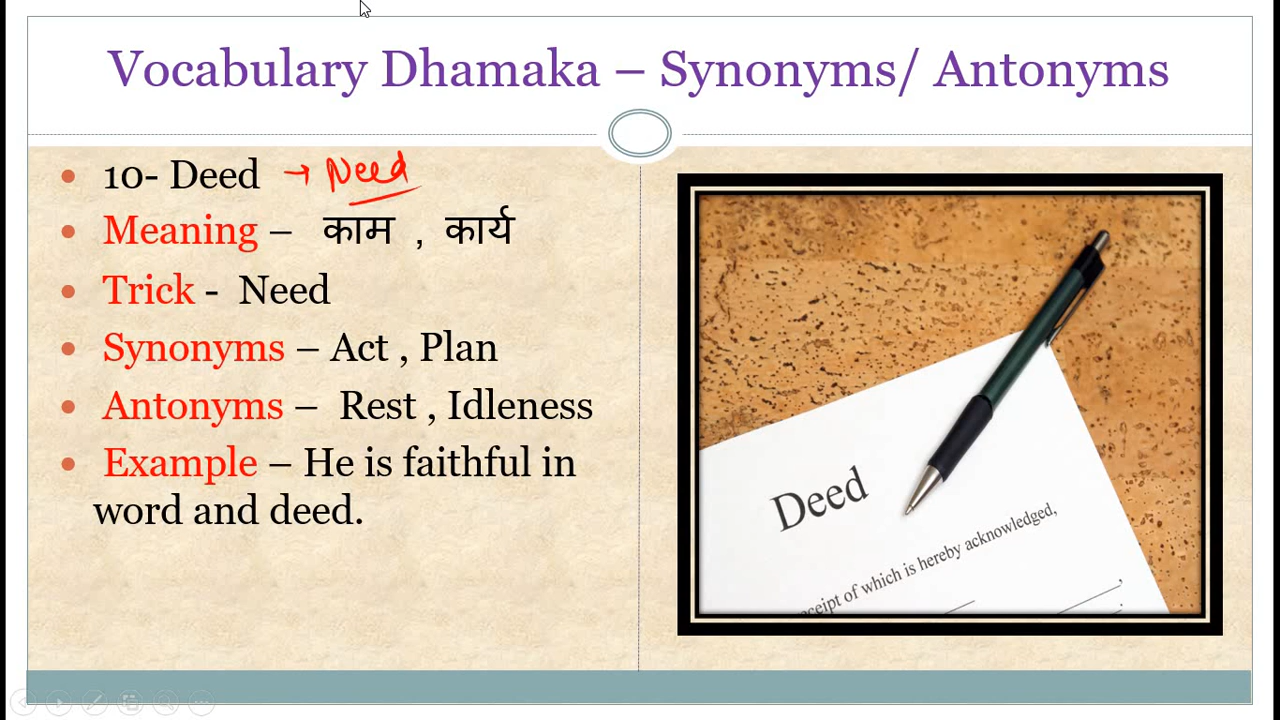 Vocabulary Dhamaka – Synonyms/ Antonyms
10- Deed → Need
Meaning – काम , कार्य
Trick - Need
Synonyms – Act , Plan
Antonyms – Rest , Idleness
Example – He is faithful in
word and deed.
Deed
eceipt of which is hereby acknowledged,